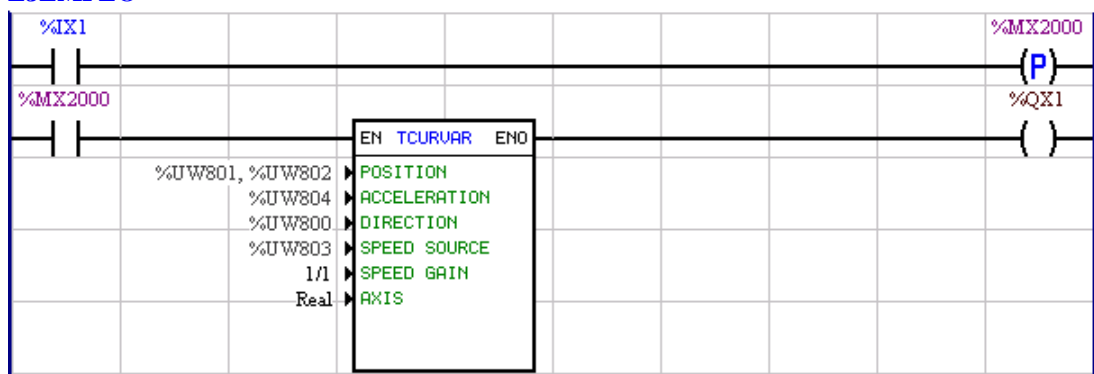 %IX1 %MX2000
P
%MX2000 %QX1
EN TCURVAR ENO
%UW801, %UW802 POSITION
%UW804 ACCELERATION
%UW800 DIRECTION
%UW803 SPEED SOURCE
1/1 SPEED GAIN
Real AXIS